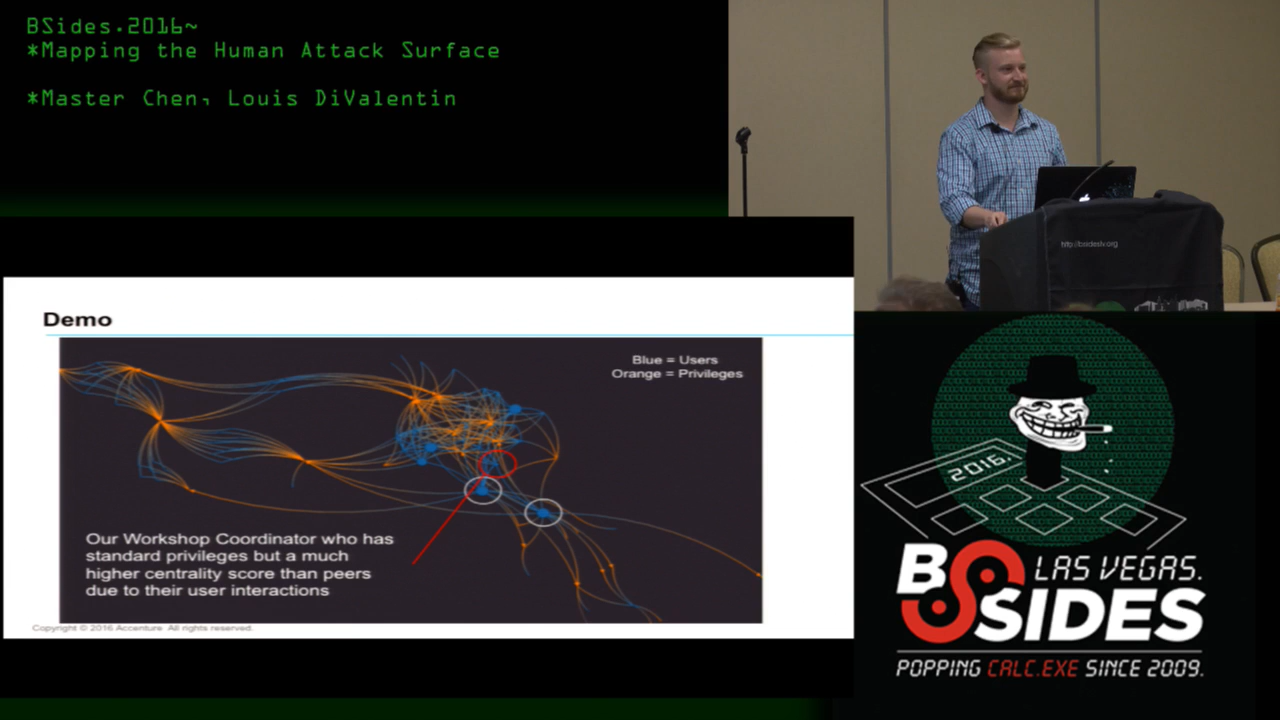 BSides.2016~
*Mapping the Human Attack Surface
*Master Chen, Louis DiValentin
http://bsideslv.org
Demo
Blue = Users
Orange = Privileges
Our Workshop Coordinator who has
standard privileges but a much
higher centrality score than peers
due to their user interactions
Copyright © 2016 Accenture. All rights reserved.
2016.
BSIDES
LAS VEGAS.
POPPING CALC.EXE SINCE 2009.